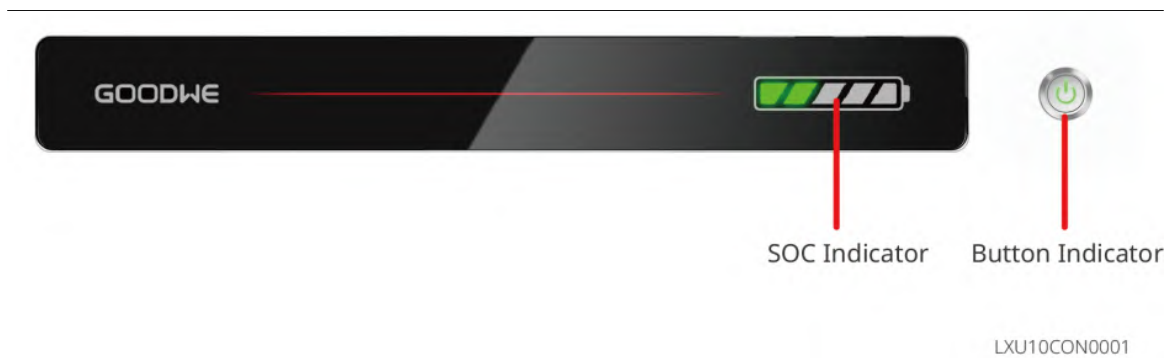 GOODWE
SOC Indicator
Button Indicator
LXU10CON0001